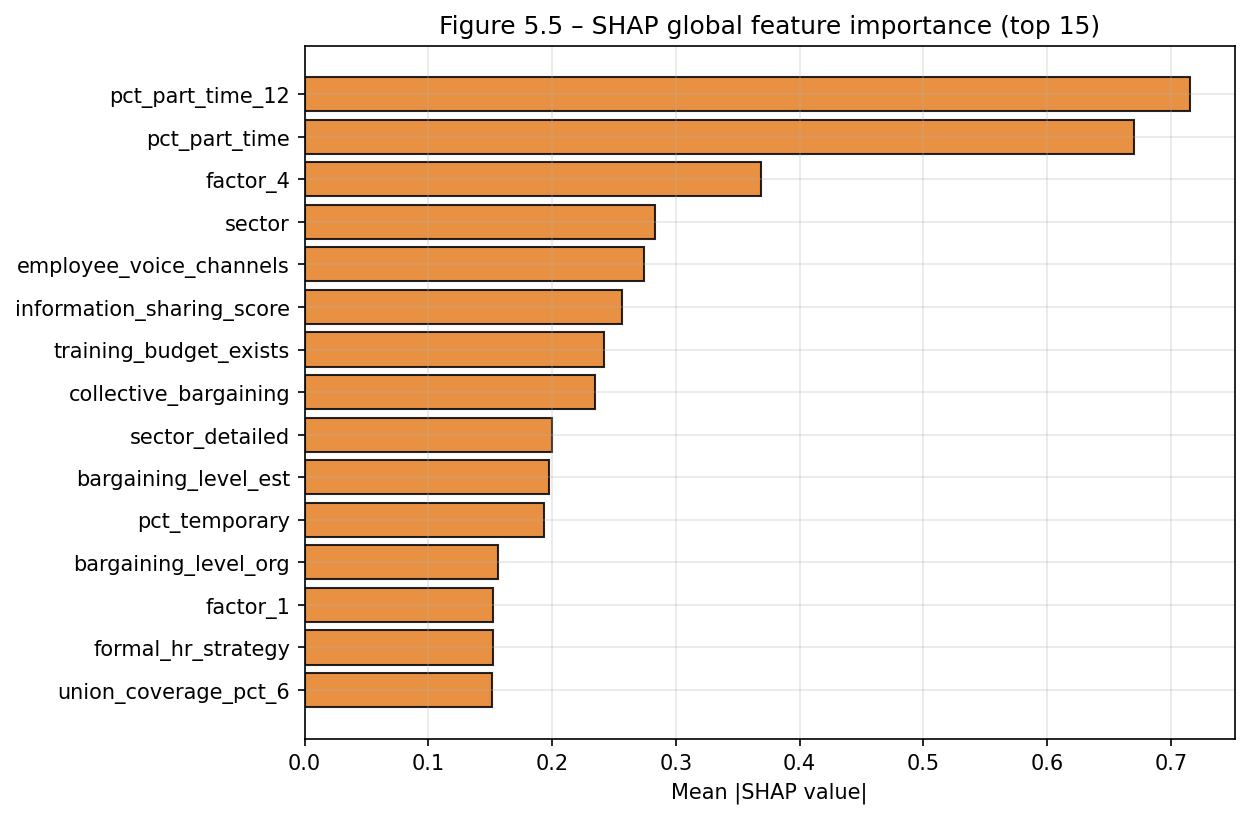 Figure 5.5 – SHAP global feature importance (top 15)
pct_part_time_12
pct_part_time
factor_4
sector
employee_voice_channels
information_sharing_score
training_budget_exists
collective_bargaining
sector_detailed
bargaining_level_est
pct_temporary
bargaining_level_org
factor_1
formal_hr_strategy
union_coverage_pct_6
0.0 0.1 0.2 0.3 0.4 0.5 0.6 0.7
Mean |SHAP value|